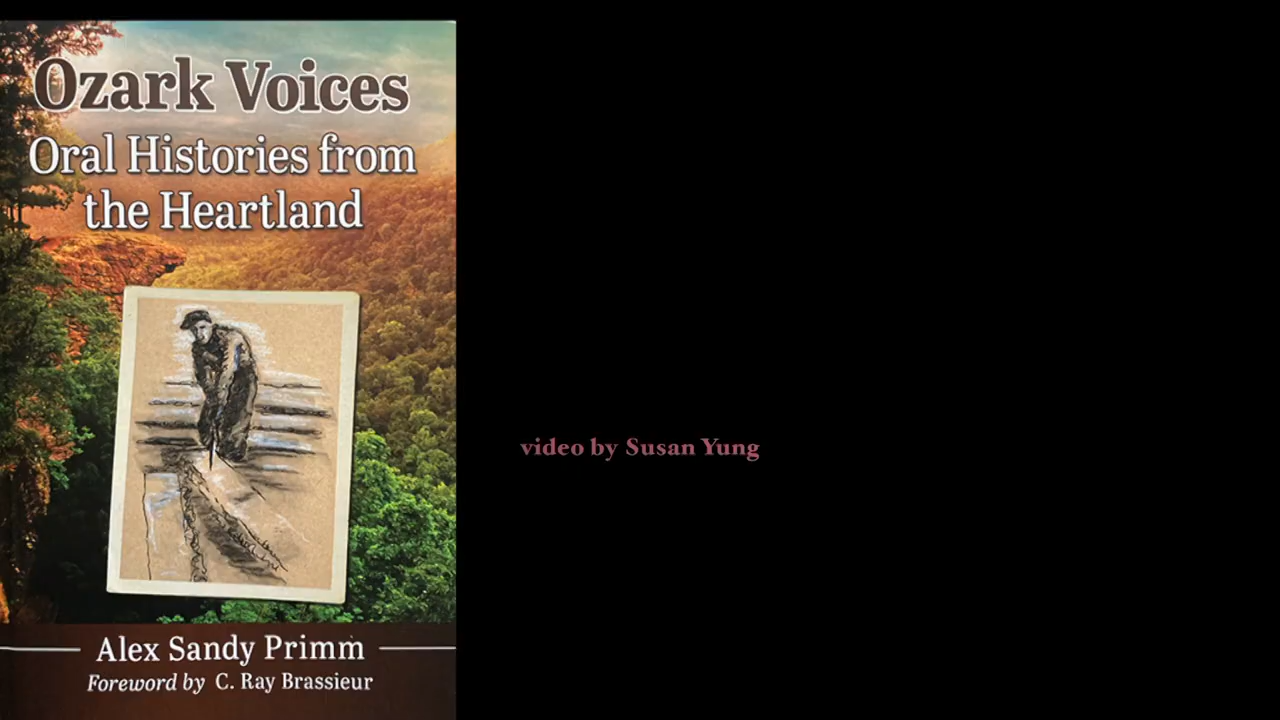 Ozark Voices
Oral Histories from
the Heartland
video by Susan Yung
Alex Sandy Primm
Foreword by C. Ray Brassieur